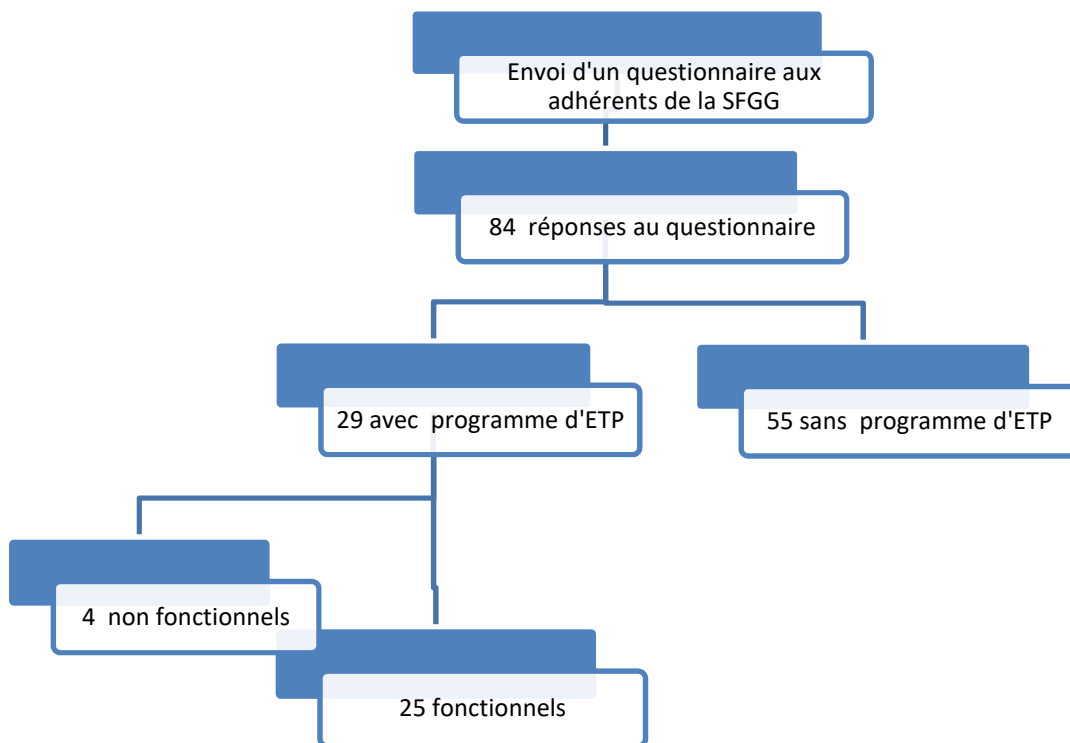 Envoi d'un questionnaire aux
adhérents de la SFGG
84 réponses au questionnaire
29 avec programme d'ETP
55 sans programme d'ETP
4 non fonctionnels
25 fonctionnels